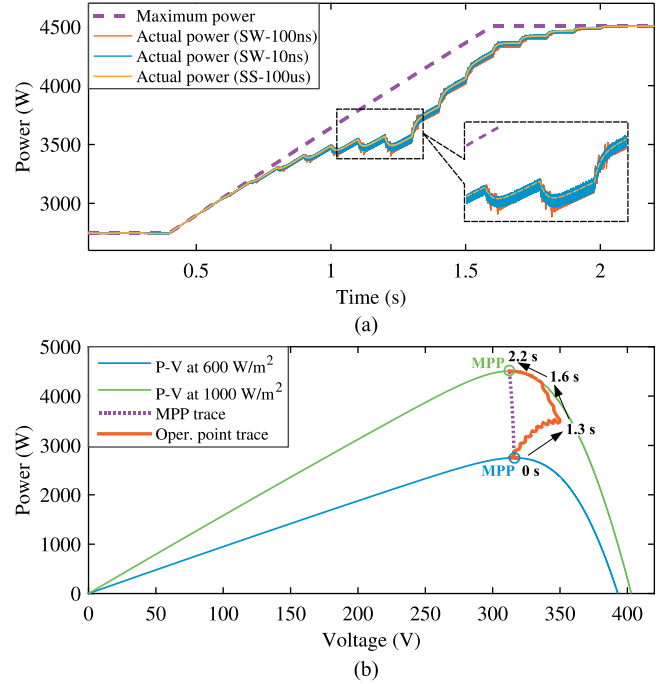 4500
4000
3500
3000
Power (W)
Maximum power
Actual power (SW-100ns)
Actual power (SW-10ns)
Actual power (SS-100us)
0.5
1
1.5
2
Time (s)
(a)
5000
4000
3000
2000
1000
0
Power (W)
P-V at 600 W/m²
P-V at 1000 W/m²
MPP trace
Oper. point trace
MPP
2.2 s
1.6 s
1.3 s
MPP
0 s
0
50
100
150
200
250
300
350
400
Voltage (V)
(b)